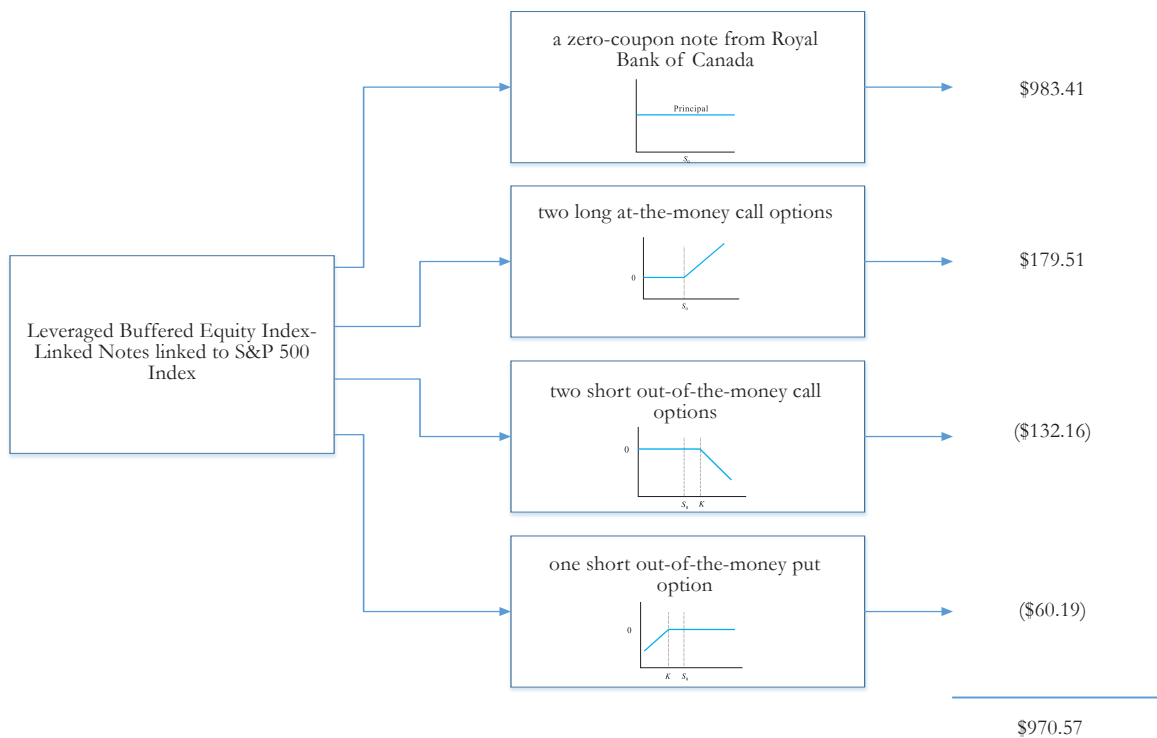 a zero-coupon note from Royal
Bank of Canada
Principal
S₀
$983.41
two long at-the-money call options
0
S₀
$179.51
Leveraged Buffered Equity Index-
Linked Notes linked to S&P 500
Index
two short out-of-the-money call
options
0
S₀ K
($132.16)
one short out-of-the-money put
option
0
K S₀
($60.19)
$970.57